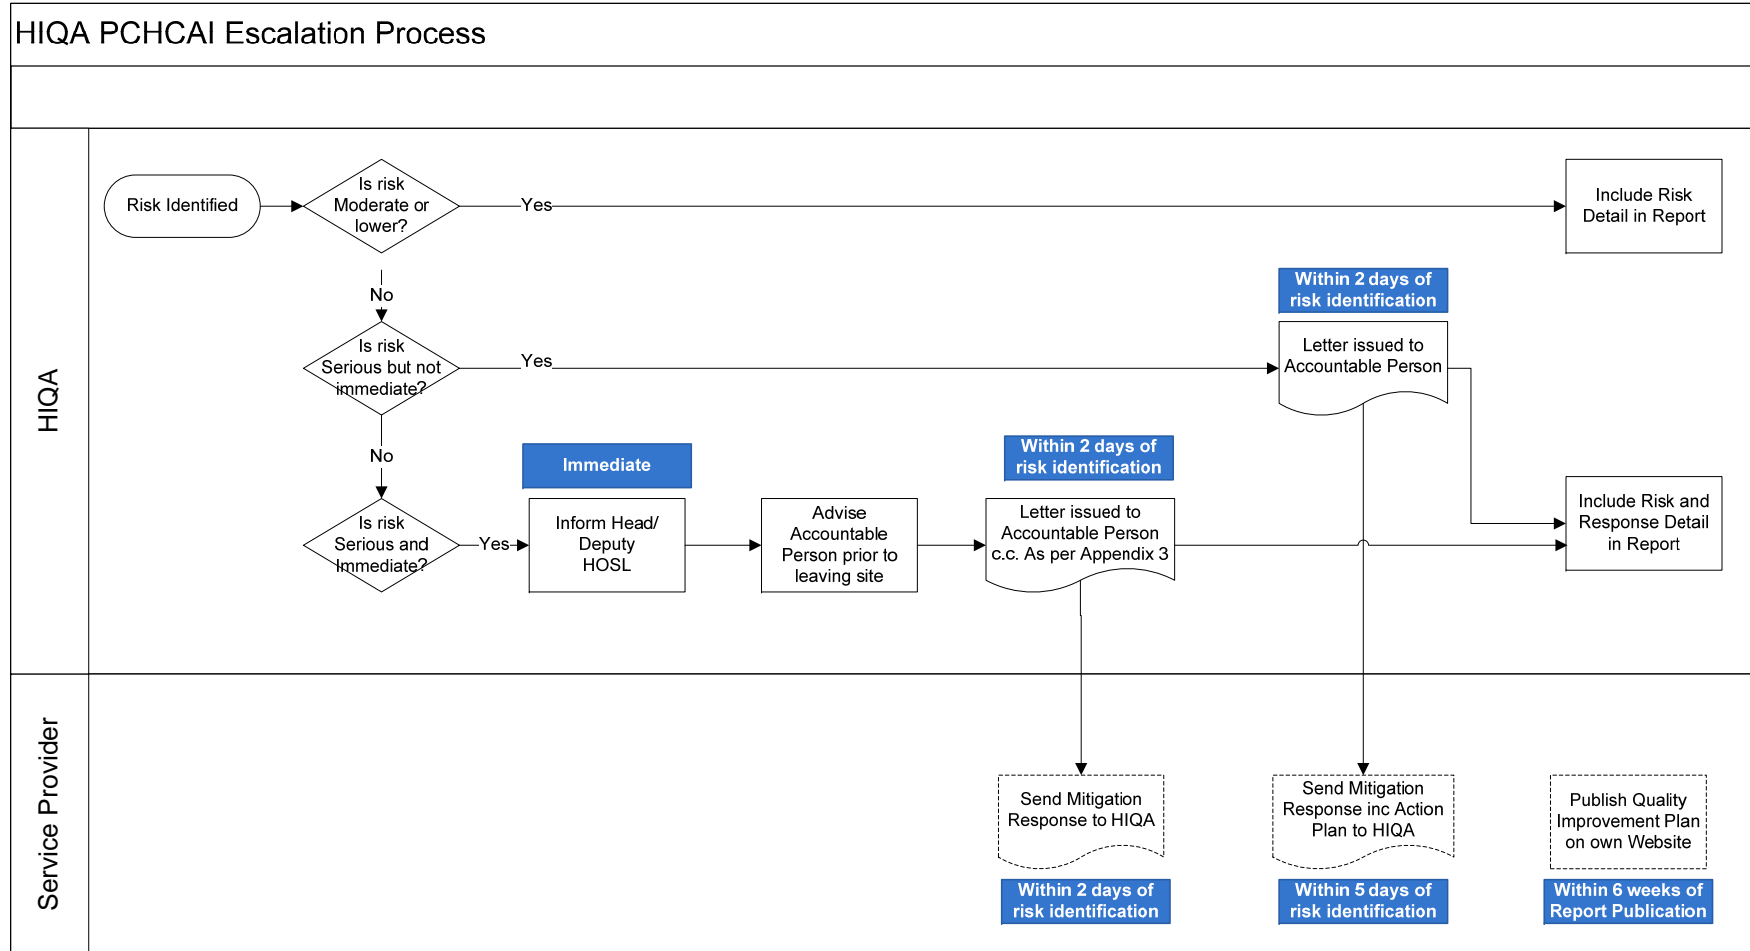 HIQA PCHCAI Escalation Process
HIQA
Risk Identified
Is risk
Moderate or
lower?
Yes
Include Risk
Detail in Report
No
Within 2 days of
risk identification
Is risk
Serious but not
immediate?
Yes
Letter issued to
Accountable Person
No
Immediate
Within 2 days of
risk identification
Is risk
Serious and
Immediate?
Yes
Inform Head/
Deputy
HOSL
Advise
Accountable
Person prior to
leaving site
Letter issued to
Accountable Person
c.c. As per Appendix 3
Include Risk and
Response Detail
in Report
Service Provider
Send Mitigation
Response to HIQA
Within 2 days of
risk identification
Send Mitigation
Response inc Action
Plan to HIQA
Within 5 days of
risk identification
Publish Quality
Improvement Plan
on own Website
Within 6 weeks of
Report Publication